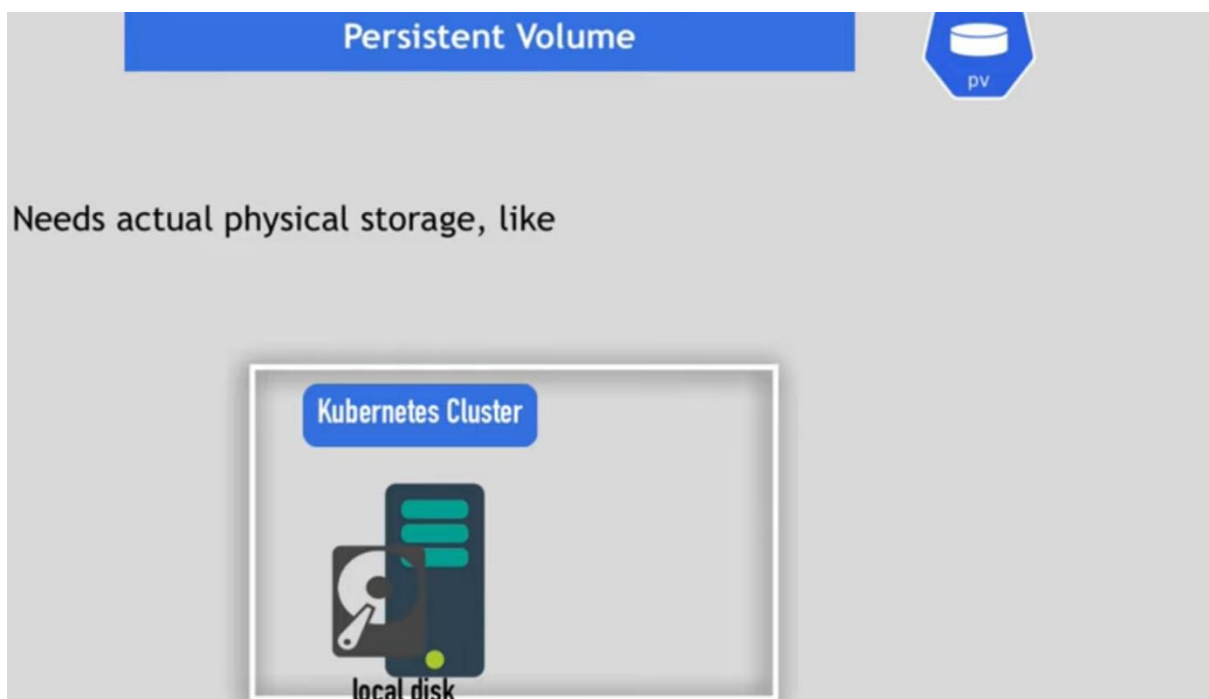 Persistent Volume
pv
Needs actual physical storage, like
Kubernetes Cluster
local disk